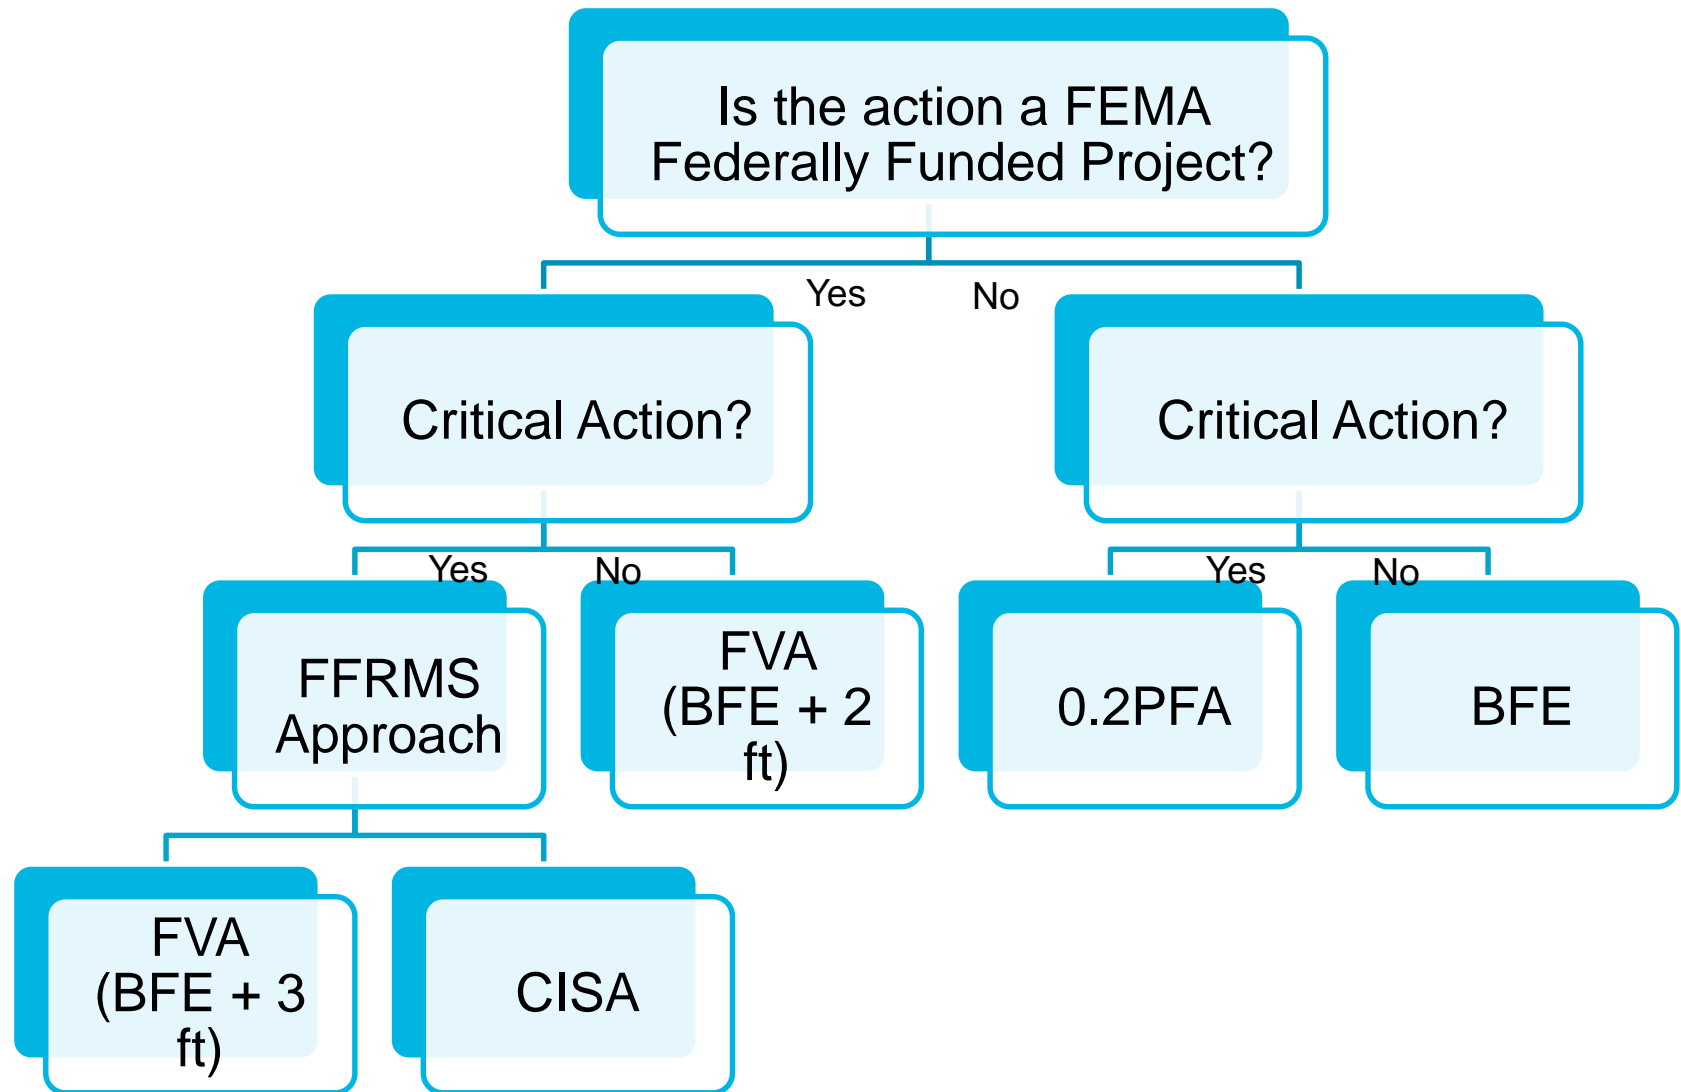 Is the action a FEMA
Federally Funded Project?
Yes
No
Critical Action?
Critical Action?
Yes
No
Yes
No
FFRMS
Approach
FVA
(BFE + 2
ft)
0.2PFA
BFE
FVA
(BFE + 3
ft)
CISA